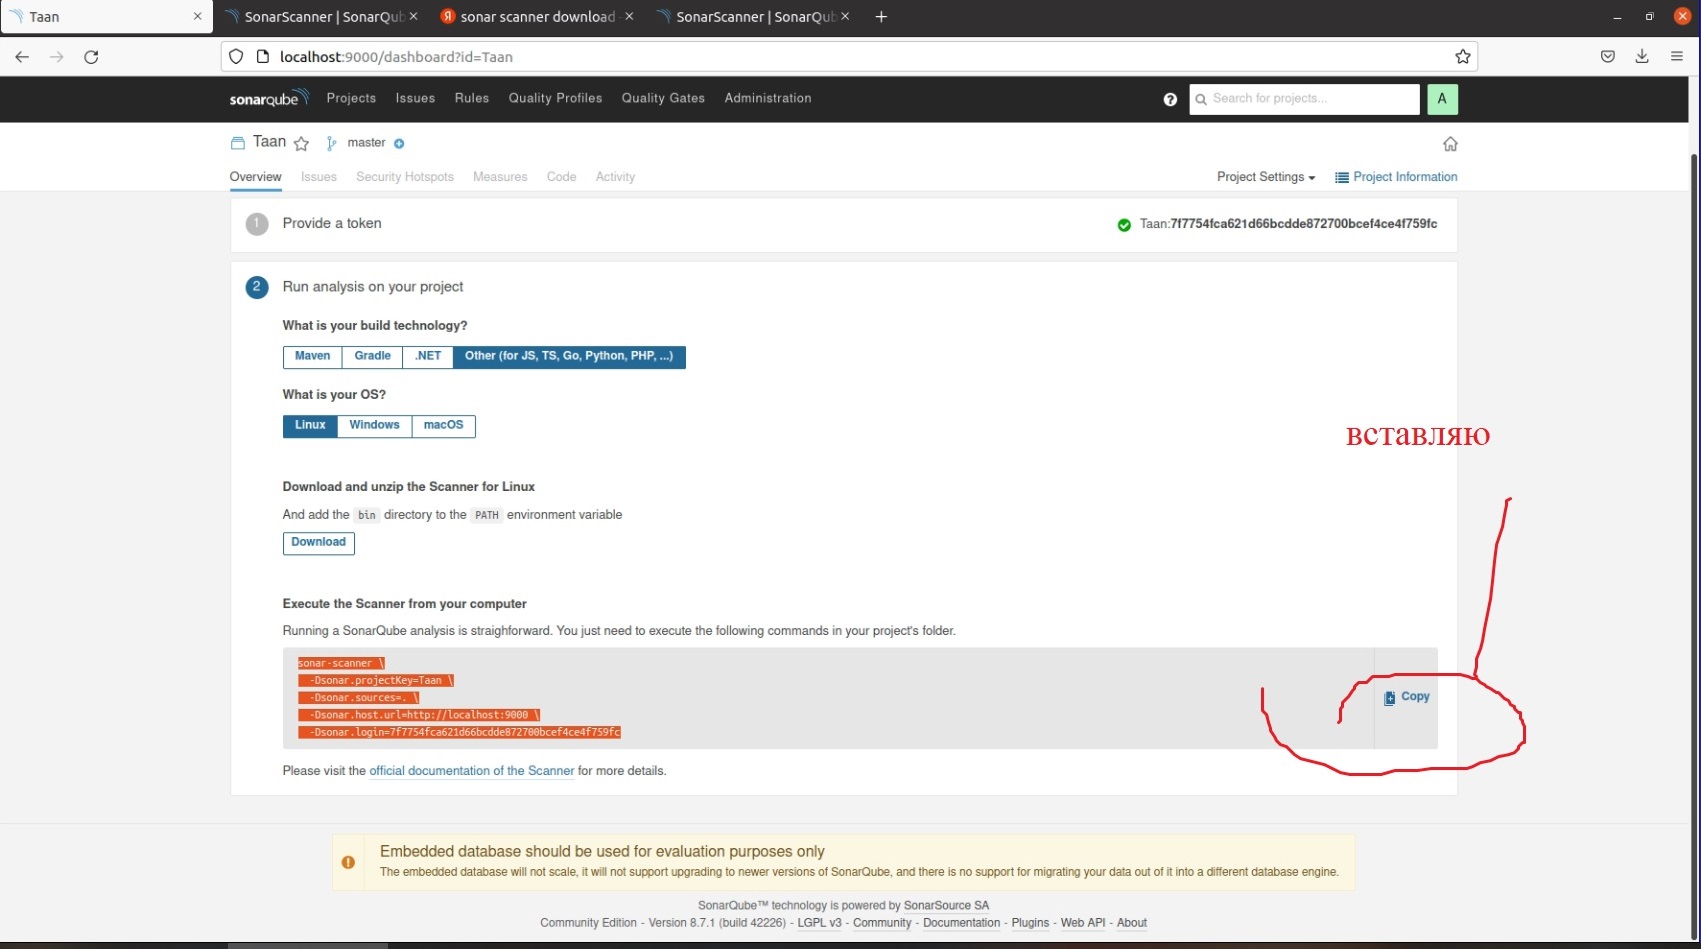 Taan
SonarScanner | SonarQub
sonar scanner download
SonarScanner | SonarQub
localhost:9000/dashboard?id=Taan
sonarqube Projects Issues Rules Quality Profiles Quality Gates Administration ? Search for projects... A
Taan master
Overview Issues Security Hotspots Measures Code Activity Project Settings Project Information
1 Provide a token Taan:7f7754fca621d66bcdde872700bcef4ce4f759fc
2 Run analysis on your project
What is your build technology?
Maven Gradle .NET Other (for JS, TS, Go, Python, PHP, ...)
What is your OS?
Linux Windows macOS
вставляю
Download and unzip the Scanner for Linux
And add the bin directory to the PATH environment variable
Download
Execute the Scanner from your computer
Running a SonarQube analysis is straighforward. You just need to execute the following commands in your project's folder.
sonar-scanner \
-Dsonar.projectKey=Taan \
-Dsonar.sources=. \
-Dsonar.host.url=http://localhost:9000 \
-Dsonar.login=7f7754fca621d66bcdde872700bcef4ce4f759fc
Copy
Please visit the official documentation of the Scanner for more details.
Embedded database should be used for evaluation purposes only
The embedded database will not scale, it will not support upgrading to newer versions of SonarQube, and there is no support for migrating your data out of it into a different database engine.
SonarQube™ technology is powered by SonarSource SA
Community Edition - Version 8.7.1 (build 42226) - LGPL v3 - Community - Documentation - Plugins - Web API - About